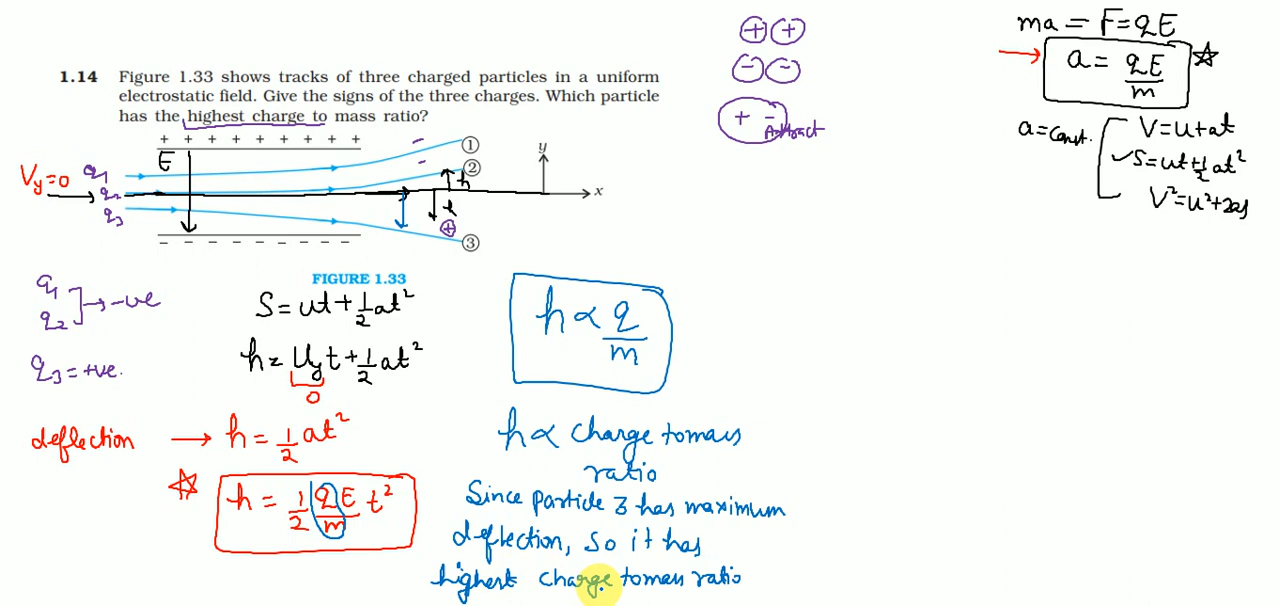 1.14 Figure 1.33 shows tracks of three charged particles in a uniform
electrostatic field. Give the signs of the three charges. Which particle
has the highest charge to mass ratio?
+ + + + + + + + +
E
Vy=0
q1
q2
q3
- -
①
②
③
h
h
+
y
x
- - - - - - - - -
FIGURE 1.33
+ +
- -
+ -
Attract
ma = F = qE
a = qE/m
a = const.
V = u + at
✓ S = ut + 1/2 at²
V² = u² + 2as
q1
q2 → -ve
q3 = +ve.
S = ut + 1/2 at²
h = Uy t + 1/2 at²
0
deflection → h = 1/2 at²
h = 1/2 qE/m t²
h ∝ q/m
h ∝ charge to mass
ratio
Since particle 3 has maximum
deflection, so it has
highest charge to mass ratio